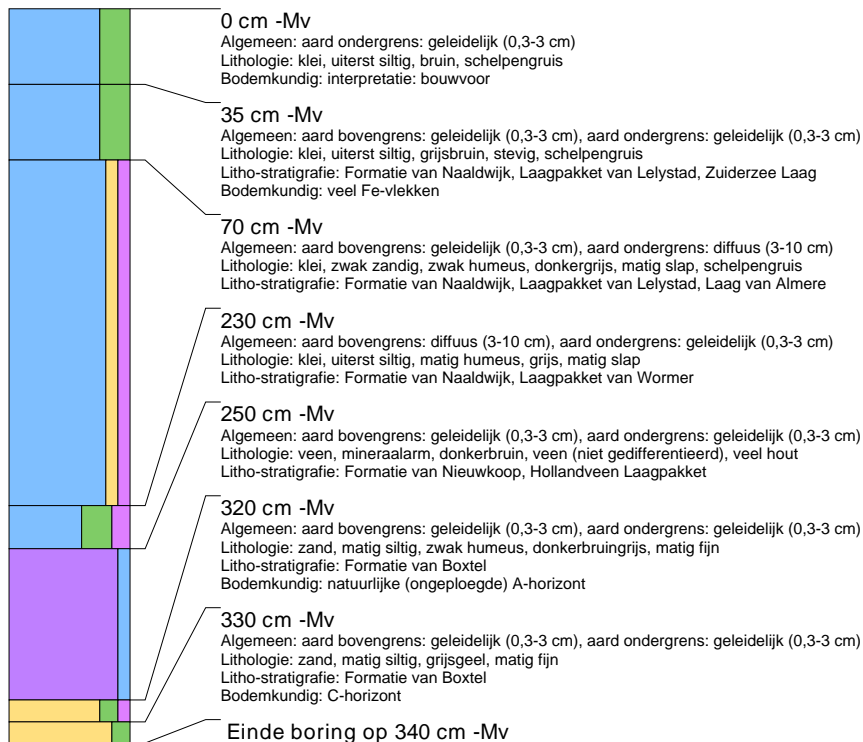 0 cm -Mv
Algemeen: aard ondergrens: geleidelijk (0,3-3 cm)
Lithologie: klei, uiterst siltig, bruin, schelpengruis
Bodemkundig: interpretatie: bouwvoor
35 cm -Mv
Algemeen: aard bovengrens: geleidelijk (0,3-3 cm), aard ondergrens: geleidelijk (0,3-3 cm)
Lithologie: klei, uiterst siltig, grijsbruin, stevig, schelpengruis
Litho-stratigrafie: Formatie van Naaldwijk, Laagpakket van Lelystad, Zuiderzee Laag
Bodemkundig: veel Fe-vlekken
70 cm -Mv
Algemeen: aard bovengrens: geleidelijk (0,3-3 cm), aard ondergrens: diffuus (3-10 cm)
Lithologie: klei, zwak zandig, zwak humeus, donkergrijs, matig slap, schelpengruis
Litho-stratigrafie: Formatie van Naaldwijk, Laagpakket van Lelystad, Laag van Almere
230 cm -Mv
Algemeen: aard bovengrens: diffuus (3-10 cm), aard ondergrens: geleidelijk (0,3-3 cm)
Lithologie: klei, uiterst siltig, matig humeus, grijs, matig slap
Litho-stratigrafie: Formatie van Naaldwijk, Laagpakket van Wormer
250 cm -Mv
Algemeen: aard bovengrens: geleidelijk (0,3-3 cm), aard ondergrens: geleidelijk (0,3-3 cm)
Lithologie: veen, mineraalarm, donkerbruin, veen (niet gedifferentieerd), veel hout
Litho-stratigrafie: Formatie van Nieuwkoop, Hollandveen Laagpakket
320 cm -Mv
Algemeen: aard bovengrens: geleidelijk (0,3-3 cm), aard ondergrens: geleidelijk (0,3-3 cm)
Lithologie: zand, matig siltig, zwak humeus, donkerbruingrijs, matig fijn
Litho-stratigrafie: Formatie van Boxtel
Bodemkundig: natuurlijke (ongeploegde) A-horizont
330 cm -Mv
Algemeen: aard bovengrens: geleidelijk (0,3-3 cm), aard ondergrens: geleidelijk (0,3-3 cm)
Lithologie: zand, matig siltig, grijsgeel, matig fijn
Litho-stratigrafie: Formatie van Boxtel
Bodemkundig: C-horizont
Einde boring op 340 cm -Mv